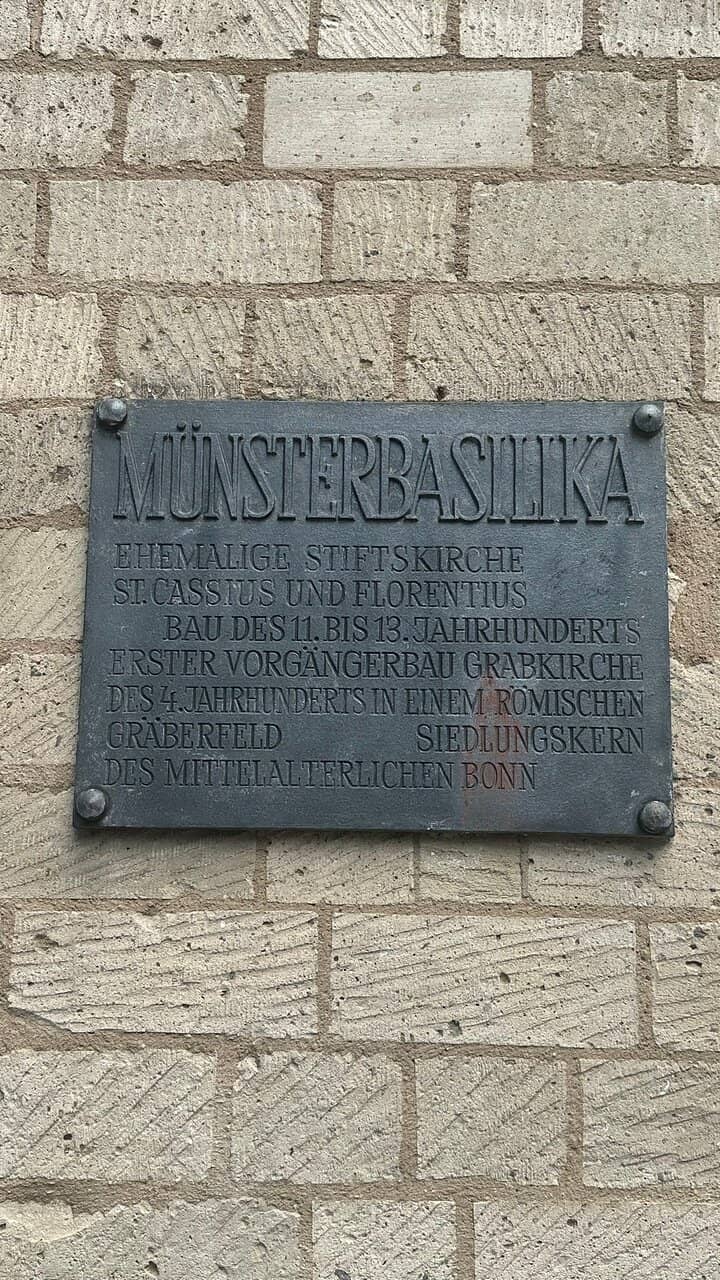 MÜNSTERBASILIKA
EHEMALIGE STIFTSKIRCHE
ST. CASSIUS UND FLORENTIUS
BAU DES 11. BIS 13. JAHRHUNDERTS
ERSTER VORGÄNGERBAU GRABKIRCHE
DES 4. JAHRHUNDERTS IN EINEM RÖMISCHEN
GRÄBERFELD SIEDLUNGSKERN
DES MITTELALTERLICHEN BONN